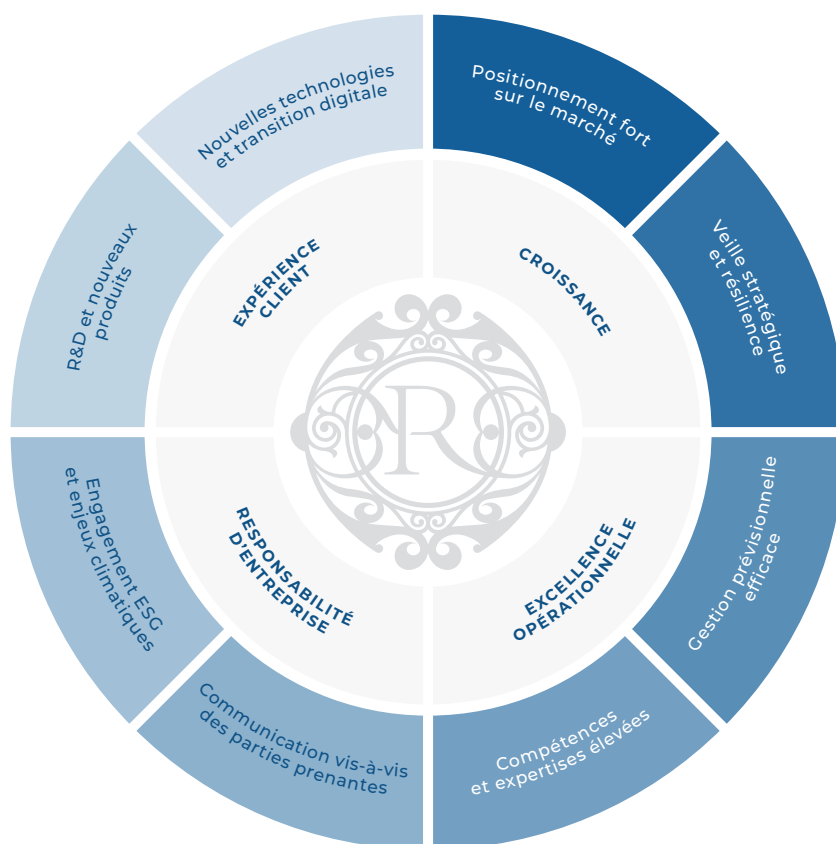 Nouvelles technologies
et transition digitale
Positionnement fort
sur le marché
Veille stratégique
et résilience
Gestion prévisionnelle
efficace
Compétences
et expertises élevées
Communication vis-à-vis
des parties prenantes
Engagement ESG
et enjeux climatiques
R&D et nouveaux
produits
EXPÉRIENCE
CLIENT
CROISSANCE
EXCELLENCE
OPÉRATIONNELLE
RESPONSABILITÉ
D'ENTREPRISE
R